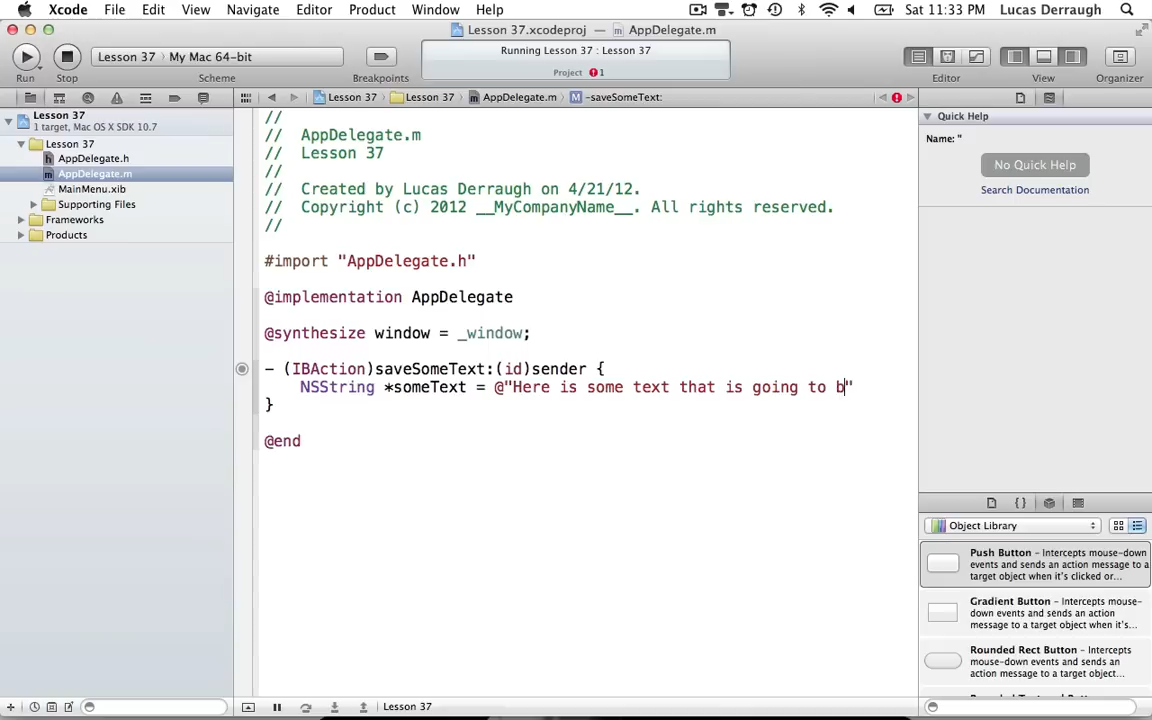 Xcode File Edit View Navigate Editor Product Window Help Sat 11:33 PM Lucas Derraugh
Lesson 37.xcodeproj — AppDelegate.m
Lesson 37 My Mac 64-bit
Running Lesson 37 : Lesson 37
Project 1
Run Stop Scheme Breakpoints Editor View Organizer
Lesson 37 Lesson 37 AppDelegate.m M -saveSomeText:
Lesson 37
1 target, Mac OS X SDK 10.7
Lesson 37
h AppDelegate.h
m AppDelegate.m
MainMenu.xib
Supporting Files
Frameworks
Products
//
// AppDelegate.m
// Lesson 37
//
// Created by Lucas Derraugh on 4/21/12.
// Copyright (c) 2012 __MyCompanyName__. All rights reserved.
//
#import "AppDelegate.h"
@implementation AppDelegate
@synthesize window = _window;
- (IBAction)saveSomeText:(id)sender {
NSString *someText = @"Here is some text that is going to b"
}
@end
Quick Help
Name: "
No Quick Help
Search Documentation
{ }
Object Library
Push Button - Intercepts mouse-down
events and sends an action message to a
target object when it's clicked or...
Gradient Button - Intercepts mouse-
down events and sends an action
message to a target object when it's...
Rounded Rect Button - Intercepts
mouse-down events and sends an
action message to a target object...
Lesson 37